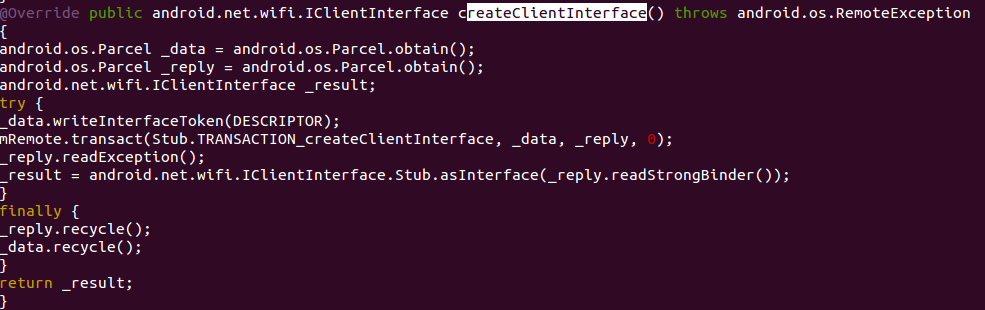 @Override public android.net.wifi.IClientInterface createClientInterface() throws android.os.RemoteException
{
android.os.Parcel _data = android.os.Parcel.obtain();
android.os.Parcel _reply = android.os.Parcel.obtain();
android.net.wifi.IClientInterface _result;
try {
_data.writeInterfaceToken(DESCRIPTOR);
mRemote.transact(Stub.TRANSACTION_createClientInterface, _data, _reply, 0);
_reply.readException();
_result = android.net.wifi.IClientInterface.Stub.asInterface(_reply.readStrongBinder());
}
finally {
_reply.recycle();
_data.recycle();
}
return _result;
}